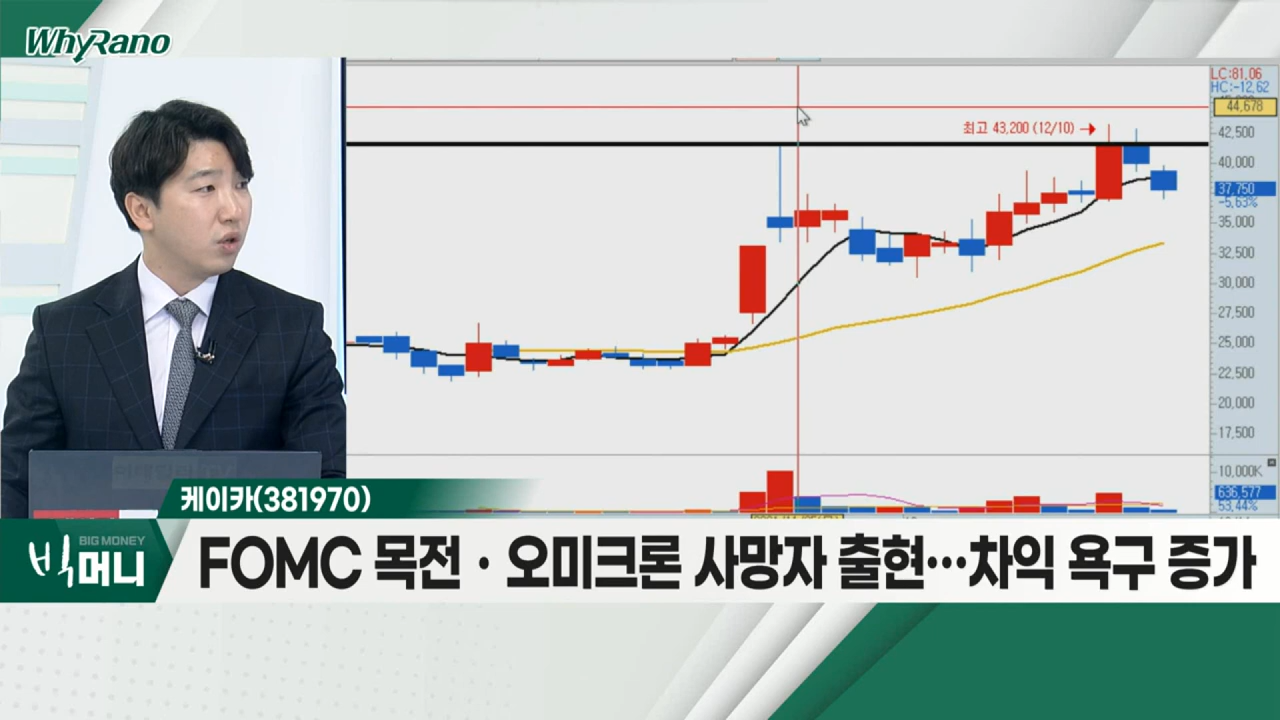 WhyRano
LC:81.06
HC:-12.62
44,678
최고 43,200 (12/10)
42,500
40,000
37,750
-5.63%
35,000
32,500
30,000
27,500
25,000
22,500
20,000
17,500
10,000K
636,577
53.44%
케이카(381970)
BIG MONEY
빅머니
FOMC 목전·오미크론 사망자 출현…차익 욕구 증가